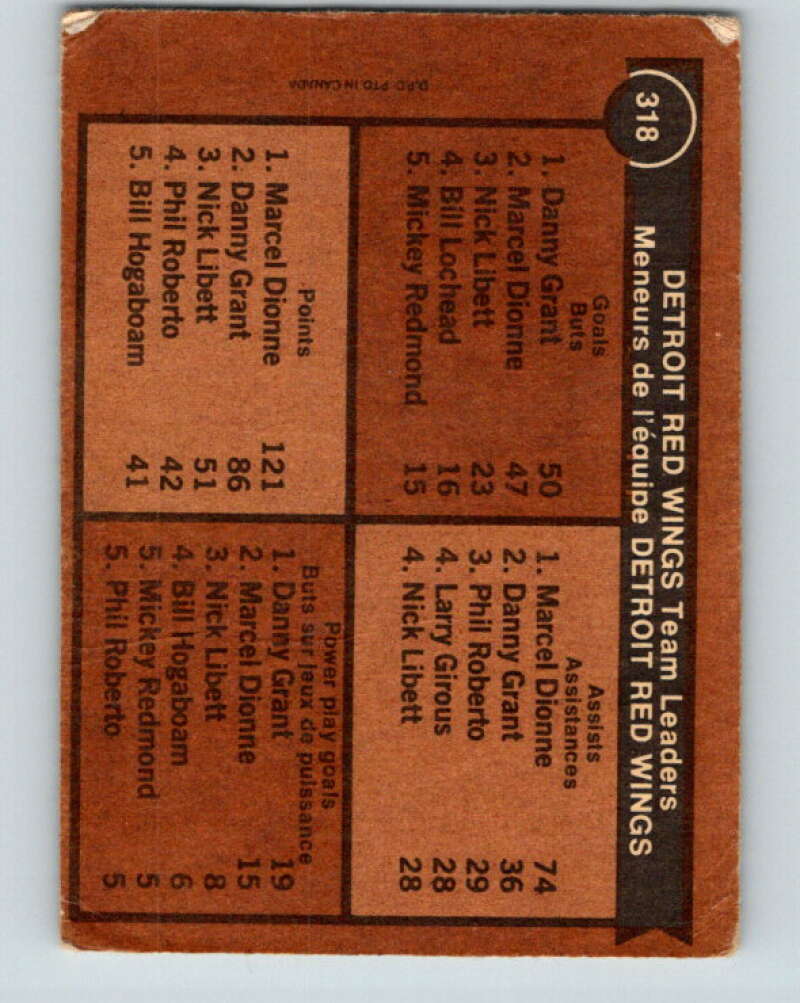 318
DETROIT RED WINGS Team Leaders
Meneurs de l'équipe DETROIT RED WINGS
Goals
Buts
1. Danny Grant 50
2. Marcel Dionne 47
3. Nick Libett 23
4. Bill Lochead 16
5. Mickey Redmond 15
Assists
Assistances
1. Marcel Dionne 74
2. Danny Grant 36
3. Phil Roberto 29
4. Larry Girous 28
4. Nick Libett 28
Points
1. Marcel Dionne 121
2. Danny Grant 86
3. Nick Libett 51
4. Phil Roberto 42
5. Bill Hogaboam 41
Power play goals
Buts sur jeux de puissance
1. Danny Grant 19
2. Marcel Dionne 15
3. Nick Libett 8
4. Bill Hogaboam 6
5. Mickey Redmond 5
5. Phil Roberto 5
O.P.C. PTD IN CANADA